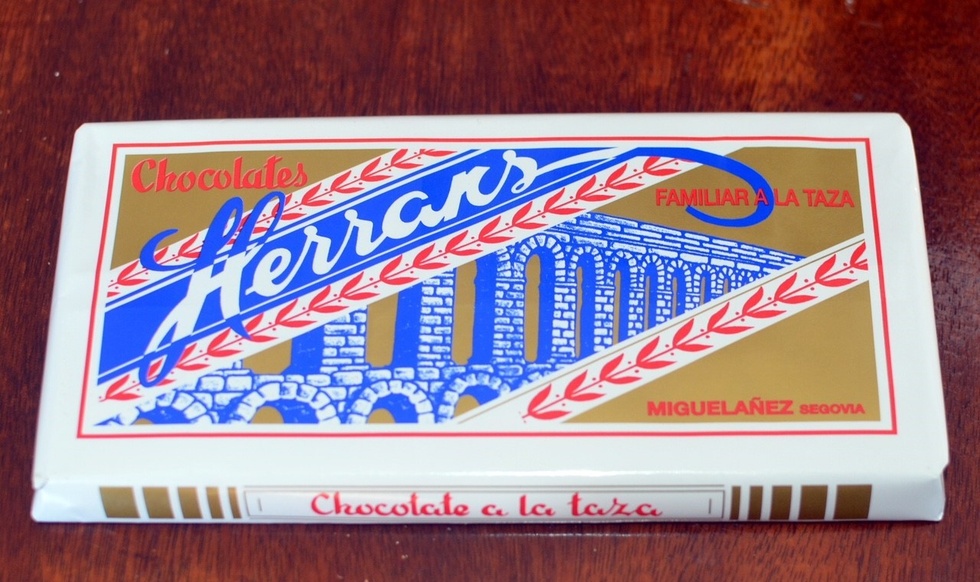 Chocolates
Herrans
FAMILIAR A LA TAZA
MIGUELAÑEZ SEGOVIA
Chocolate a la taza